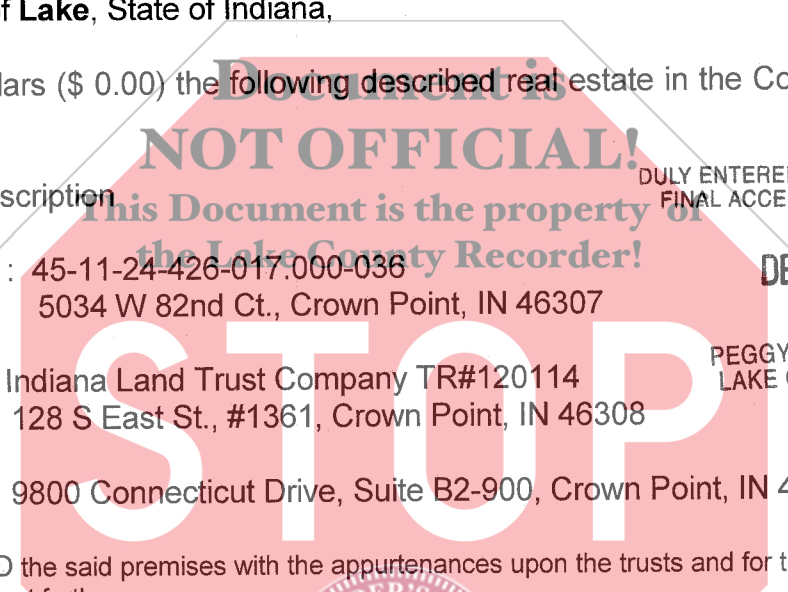 f Lake, State of Indiana,
lars ($ 0.00) the following described real estate in the Co
Document is
NOT OFFICIAL!
DULY ENTERE
FINAL ACCE
scription
This Document is the property of
the Lake County Recorder!
: 45-11-24-426-017.000-036
DE
5034 W 82nd Ct., Crown Point, IN 46307
STOP
PEGGY
LAKE
Indiana Land Trust Company TR#120114
128 S East St., #1361, Crown Point, IN 46308
9800 Connecticut Drive, Suite B2-900, Crown Point, IN 4
D the said premises with the appurtenances upon the trusts and for t